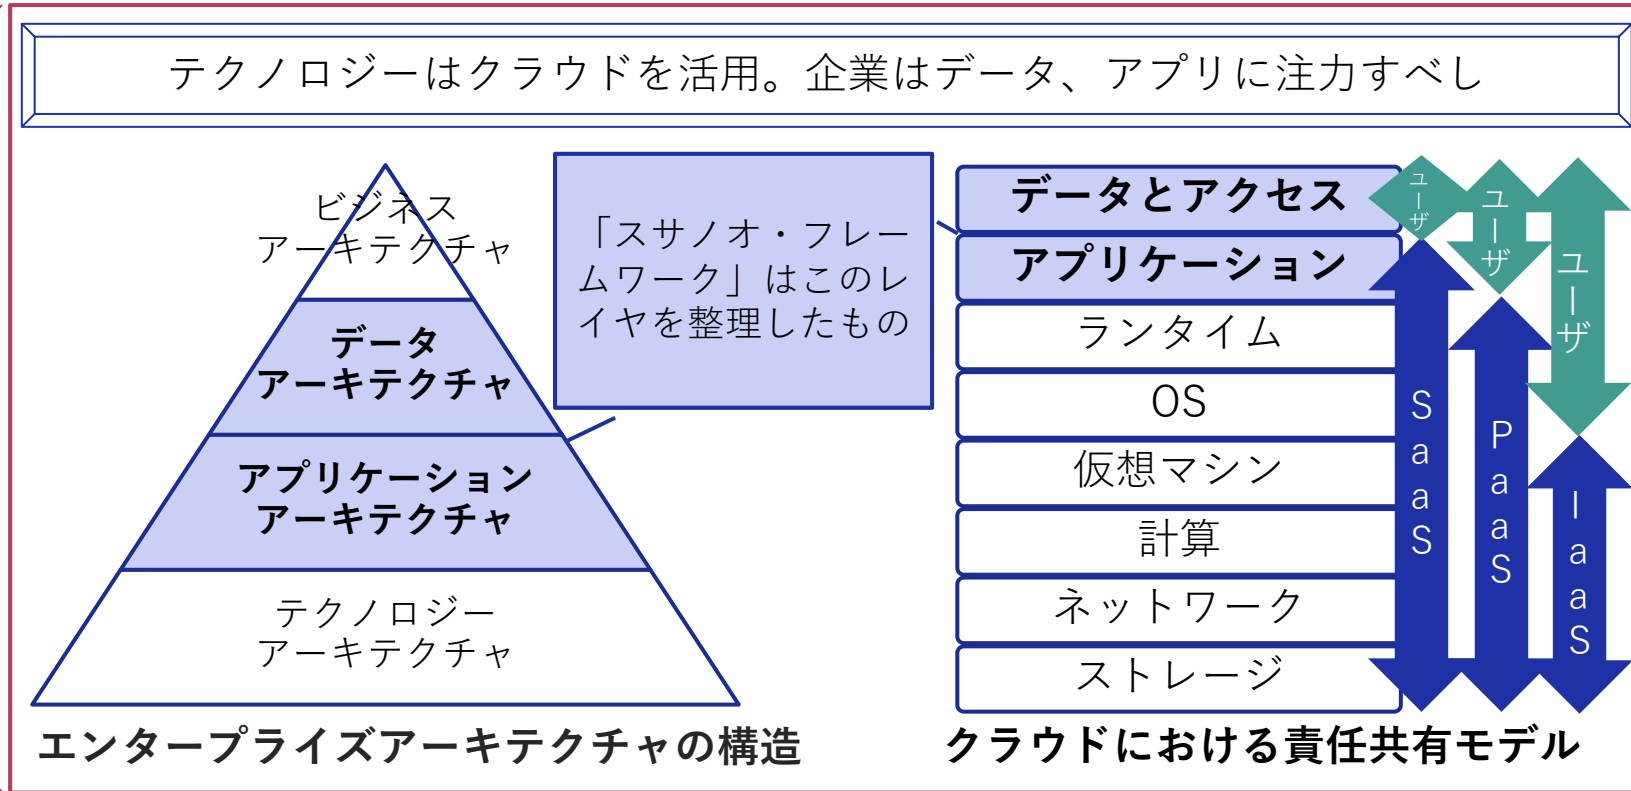 テクノロジーはクラウドを活用。企業はデータ、アプリに注力すべし
ビジネス
アーキテクチャ
データ
アーキテクチャ
アプリケーション
アーキテクチャ
テクノロジー
アーキテクチャ
エンタープライズアーキテクチャの構造
「スサノオ・フレー
ムワーク」はこのレ
イヤを整理したもの
データとアクセス
アプリケーション
ランタイム
OS
仮想マシン
計算
ネットワーク
ストレージ
ユーザ
ユーザ
ユーザ
SaaS
PaaS
IaaS
クラウドにおける責任共有モデル